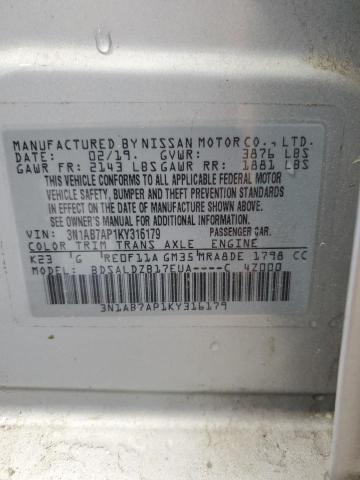 MANUFACTURED BY NISSAN MOTOR CO., LTD.
DATE: 02/19. GVWR: 3876 LBS
GAWR FR: 2143 LBS GAWR RR: 1881 LBS
THIS VEHICLE CONFORMS TO ALL APPLICABLE FEDERAL MOTOR
VEHICLE SAFETY, BUMPER AND THEFT PREVENTION STANDARDS
IN EFFECT ON THE DATE OF MANUFACTURE SHOWN ABOVE.
SEE OWNER'S MANUAL FOR ADDITIONAL INFORMATION
VIN: 3N1AB7AP1KY316179 PASSENGER CAR.
COLOR TRIM TRANS AXLE ENGINE
K23 G RE0F11A GM35 MRA8DE 1798 CC
MODEL: BDSALDZB17EUA----C 4Z000
3N1AB7AP1KY316179